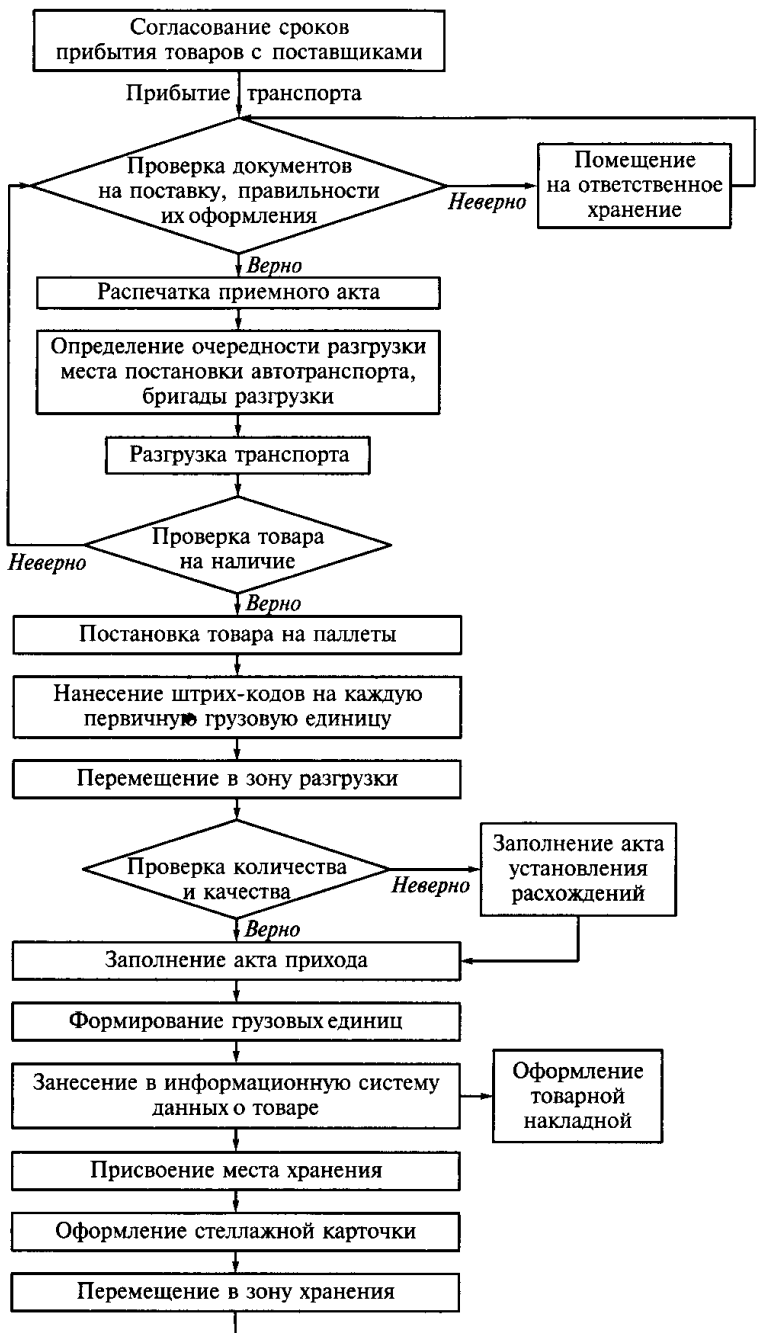 Согласование сроков
прибытия товаров с поставщиками
Прибытие транспорта
Проверка документов
на поставку, правильности
их оформления
Неверно
Помещение
на ответственное
хранение
Верно
Распечатка приемного акта
Определение очередности разгрузки
места постановки автотранспорта,
бригады разгрузки
Разгрузка транспорта
Проверка товара
на наличие
Неверно
Верно
Постановка товара на паллеты
Нанесение штрих-кодов на каждую
первичную грузовую единицу
Перемещение в зону разгрузки
Проверка количества
и качества
Неверно
Заполнение акта
установления
расхождений
Верно
Заполнение акта прихода
Формирование грузовых единиц
Занесение в информационную систему
данных о товаре
Оформление
товарной
накладной
Присвоение места хранения
Оформление стеллажной карточки
Перемещение в зону хранения